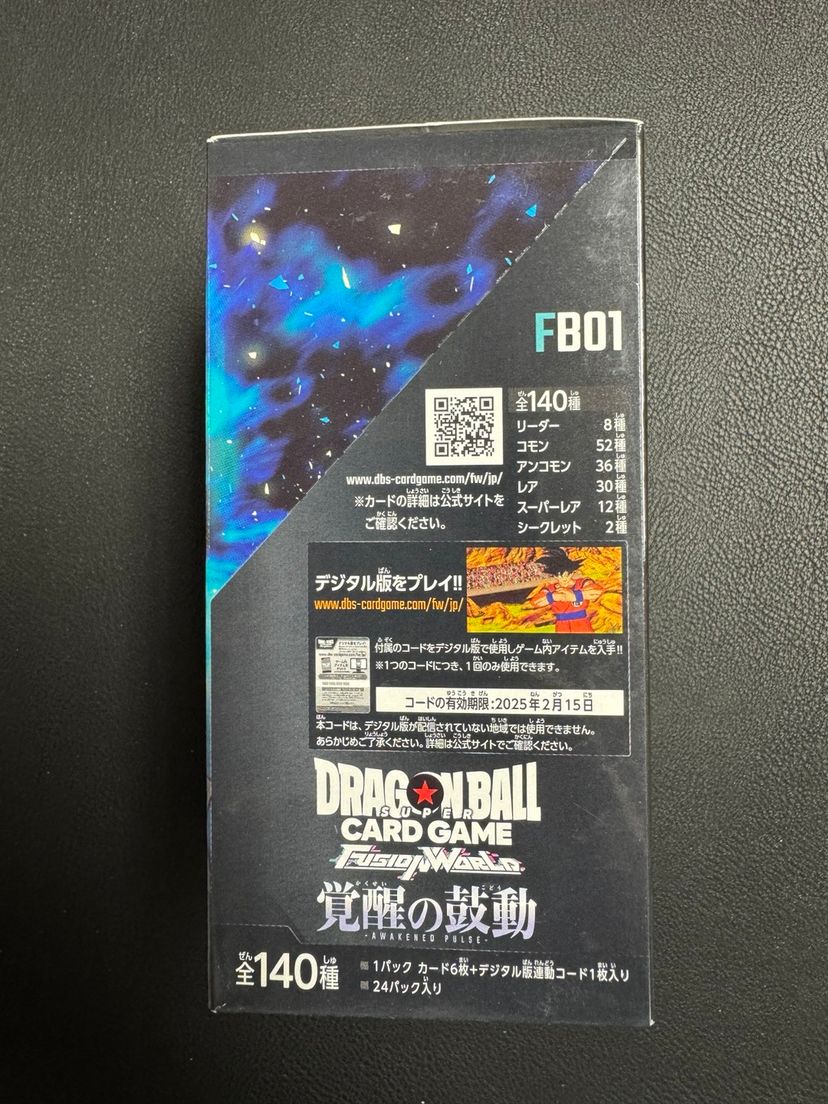 FB01
全140種
リーダー 8種
コモン 52種
アンコモン 36種
レア 30種
スーパーレア 12種
シークレット 2種
www.dbs-cardgame.com/fw/jp/
※カードの詳細は公式サイトを
ご確認ください。
デジタル版をプレイ!!
www.dbs-cardgame.com/fw/jp/
付属のコードをデジタル版で使用しゲーム内アイテムを入手!!
※1つのコードにつき、1回のみ使用できます。
コードの有効期限:2025年2月15日
本コードは、デジタル版が配信されていない地域では使用できません。
あらかじめご了承ください。詳細は公式サイトでご確認ください。
DRAGON BALL
SUPER
CARD GAME
FUSION WORLD
覚醒の鼓動
-AWAKENED PULSE-
全140種
1パック カード6枚+デジタル版連動コード1枚入り
24パック入り